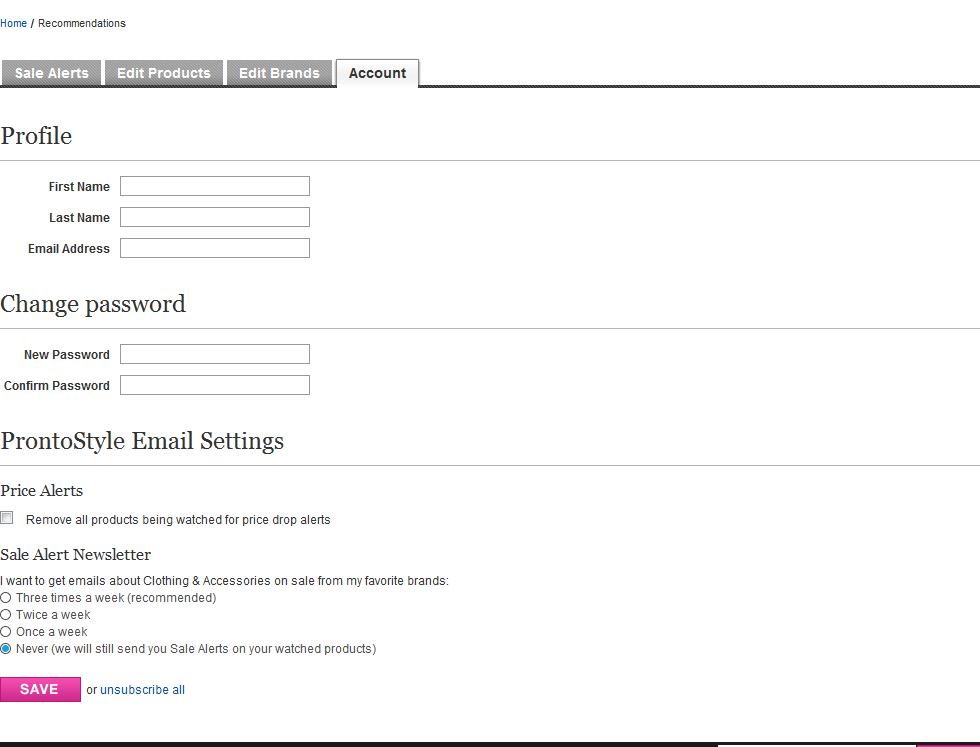 Home / Recommendations
Sale Alerts Edit Products Edit Brands Account
Profile
First Name
Last Name
Email Address
Change password
New Password
Confirm Password
ProntoStyle Email Settings
Price Alerts
Remove all products being watched for price drop alerts
Sale Alert Newsletter
I want to get emails about Clothing & Accessories on sale from my favorite brands:
Three times a week (recommended)
Twice a week
Once a week
Never (we will still send you Sale Alerts on your watched products)
SAVE or unsubscribe all